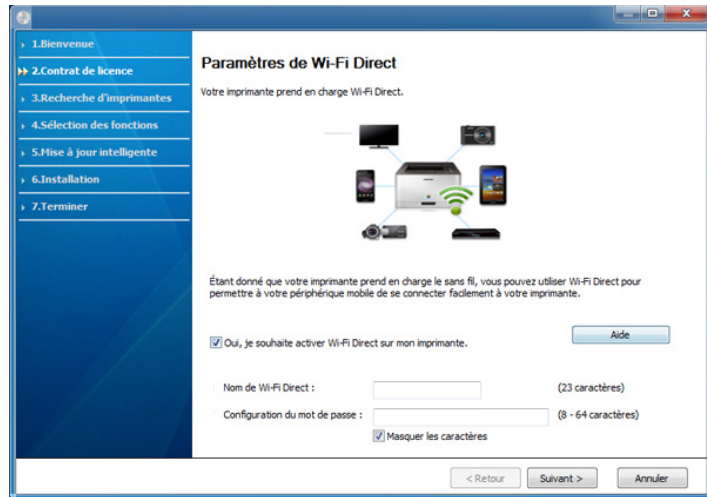 1.Bienvenue
2.Contrat de licence
3.Recherche d'imprimantes
4.Sélection des fonctions
5.Mise à jour intelligente
6.Installation
7.Terminer
Paramètres de Wi-Fi Direct
Votre imprimante prend en charge Wi-Fi Direct.
Étant donné que votre imprimante prend en charge le sans fil, vous pouvez utiliser Wi-Fi Direct pour
permettre à votre périphérique mobile de se connecter facilement à votre imprimante.
Oui, je souhaite activer Wi-Fi Direct sur mon imprimante.
Aide
Nom de Wi-Fi Direct :
(23 caractères)
Configuration du mot de passe :
(8 - 64 caractères)
Masquer les caractères
< Retour
Suivant >
Annuler